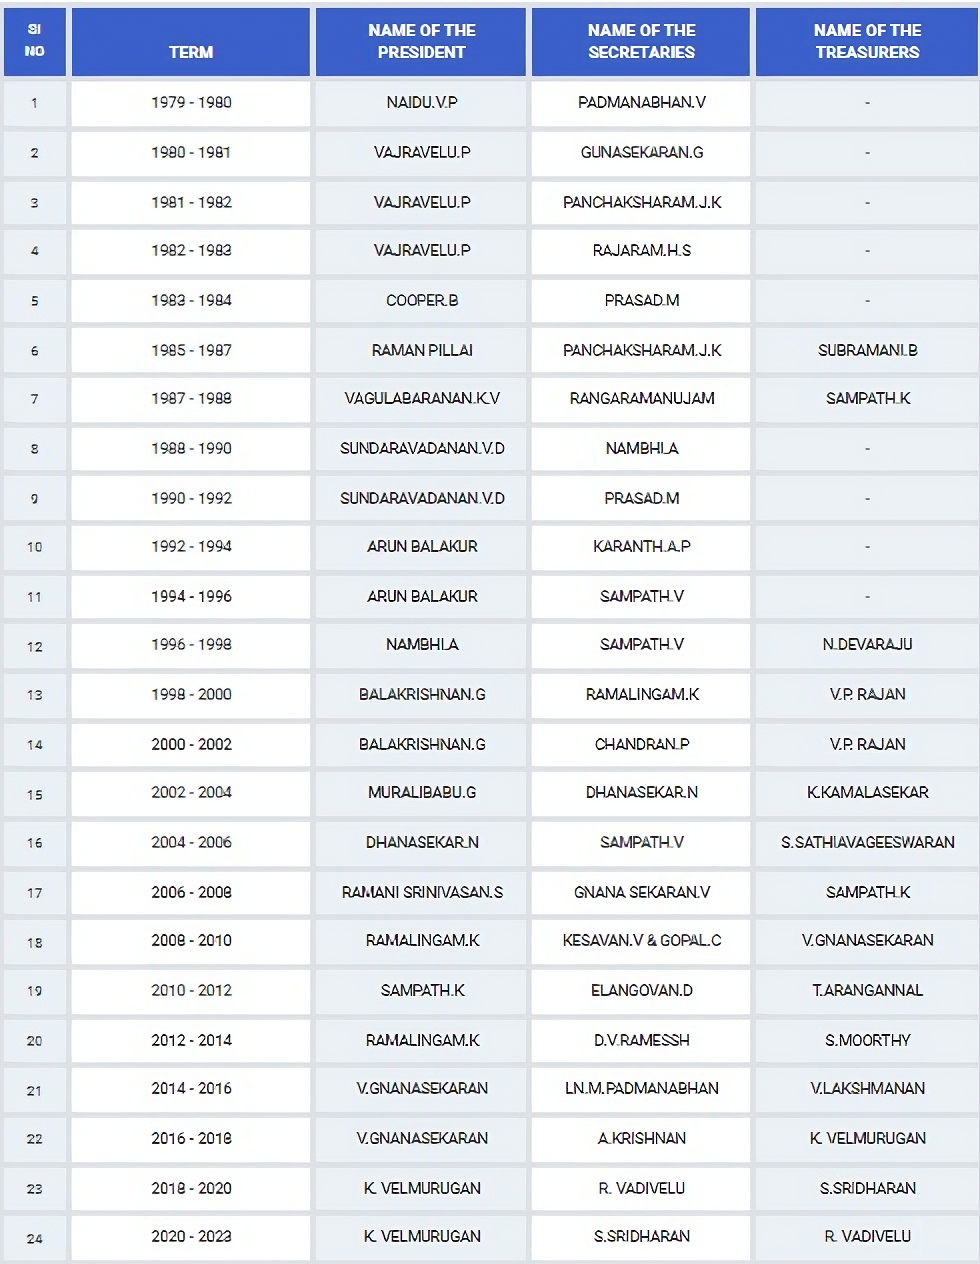 SI NO TERM NAME OF THE PRESIDENT NAME OF THE SECRETARIES NAME OF THE TREASURERS
1 1979 - 1980 NAIDU.V.P PADMANABHAN.V -
2 1980 - 1981 VAJRAVELU.P GUNASEKARAN.G -
3 1981 - 1982 VAJRAVELU.P PANCHAKSHARAM.J.K -
4 1982 - 1983 VAJRAVELU.P RAJARAM.H.S -
5 1983 - 1984 COOPER.B PRASAD.M -
6 1985 - 1987 RAMAN PILLAI PANCHAKSHARAM.J.K SUBRAMANI.B
7 1987 - 1988 VAGULABARANAN.K.V RANGARAMANUJAM SAMPATH.K
8 1988 - 1990 SUNDARAVADANAN.V.D NAMBHI.A -
9 1990 - 1992 SUNDARAVADANAN.V.D PRASAD.M -
10 1992 - 1994 ARUN BALAKUR KARANTH.A.P -
11 1994 - 1996 ARUN BALAKUR SAMPATH.V -
12 1996 - 1998 NAMBHI.A SAMPATH.V N.DEVARAJU
13 1998 - 2000 BALAKRISHNAN.G RAMALINGAM.K V.P. RAJAN
14 2000 - 2002 BALAKRISHNAN.G CHANDRAN.P V.P. RAJAN
15 2002 - 2004 MURALIBABU.G DHANASEKAR.N K.KAMALASEKAR
16 2004 - 2006 DHANASEKAR.N SAMPATH.V S.SATHIAVAGEESWARAN
17 2006 - 2008 RAMANI SRINIVASAN.S GNANA SEKARAN.V SAMPATH.K
18 2008 - 2010 RAMALINGAM.K KESAVAN.V & GOPAL.C V.GNANASEKARAN
19 2010 - 2012 SAMPATH.K ELANGOVAN.D T.ARANGANNAL
20 2012 - 2014 RAMALINGAM.K D.V.RAMESSH S.MOORTHY
21 2014 - 2016 V.GNANASEKARAN LN.M.PADMANABHAN V.LAKSHMANAN
22 2016 - 2018 V.GNANASEKARAN A.KRISHNAN K. VELMURUGAN
23 2018 - 2020 K. VELMURUGAN R. VADIVELU S.SRIDHARAN
24 2020 - 2023 K. VELMURUGAN S.SRIDHARAN R. VADIVELU